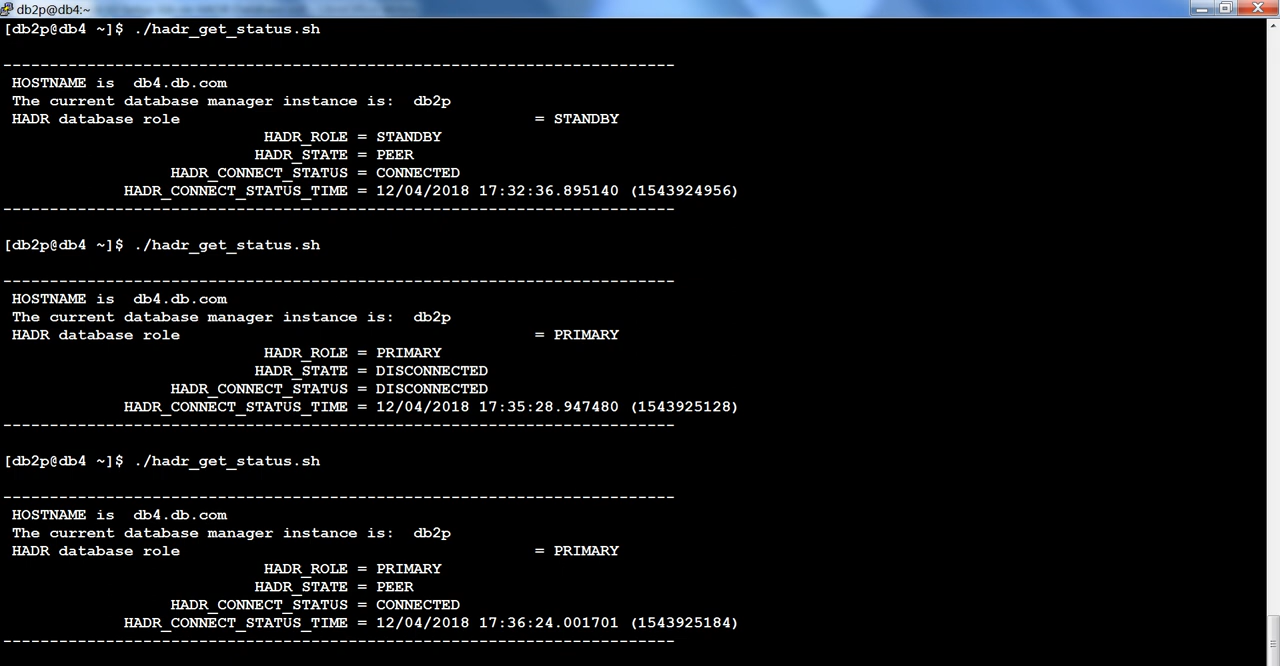 db2p@db4:~
[db2p@db4 ~]$ ./hadr_get_status.sh
------------------------------------------------------------------------
HOSTNAME is  db4.db.com
The current database manager instance is:  db2p
HADR database role                                      = STANDBY
HADR_ROLE = STANDBY
HADR_STATE = PEER
HADR_CONNECT_STATUS = CONNECTED
HADR_CONNECT_STATUS_TIME = 12/04/2018 17:32:36.895140 (1543924956)
------------------------------------------------------------------------
[db2p@db4 ~]$ ./hadr_get_status.sh
------------------------------------------------------------------------
HOSTNAME is  db4.db.com
The current database manager instance is:  db2p
HADR database role                                      = PRIMARY
HADR_ROLE = PRIMARY
HADR_STATE = DISCONNECTED
HADR_CONNECT_STATUS = DISCONNECTED
HADR_CONNECT_STATUS_TIME = 12/04/2018 17:35:28.947480 (1543925128)
------------------------------------------------------------------------
[db2p@db4 ~]$ ./hadr_get_status.sh
------------------------------------------------------------------------
HOSTNAME is  db4.db.com
The current database manager instance is:  db2p
HADR database role                                      = PRIMARY
HADR_ROLE = PRIMARY
HADR_STATE = PEER
HADR_CONNECT_STATUS = CONNECTED
HADR_CONNECT_STATUS_TIME = 12/04/2018 17:36:24.001701 (1543925184)
------------------------------------------------------------------------